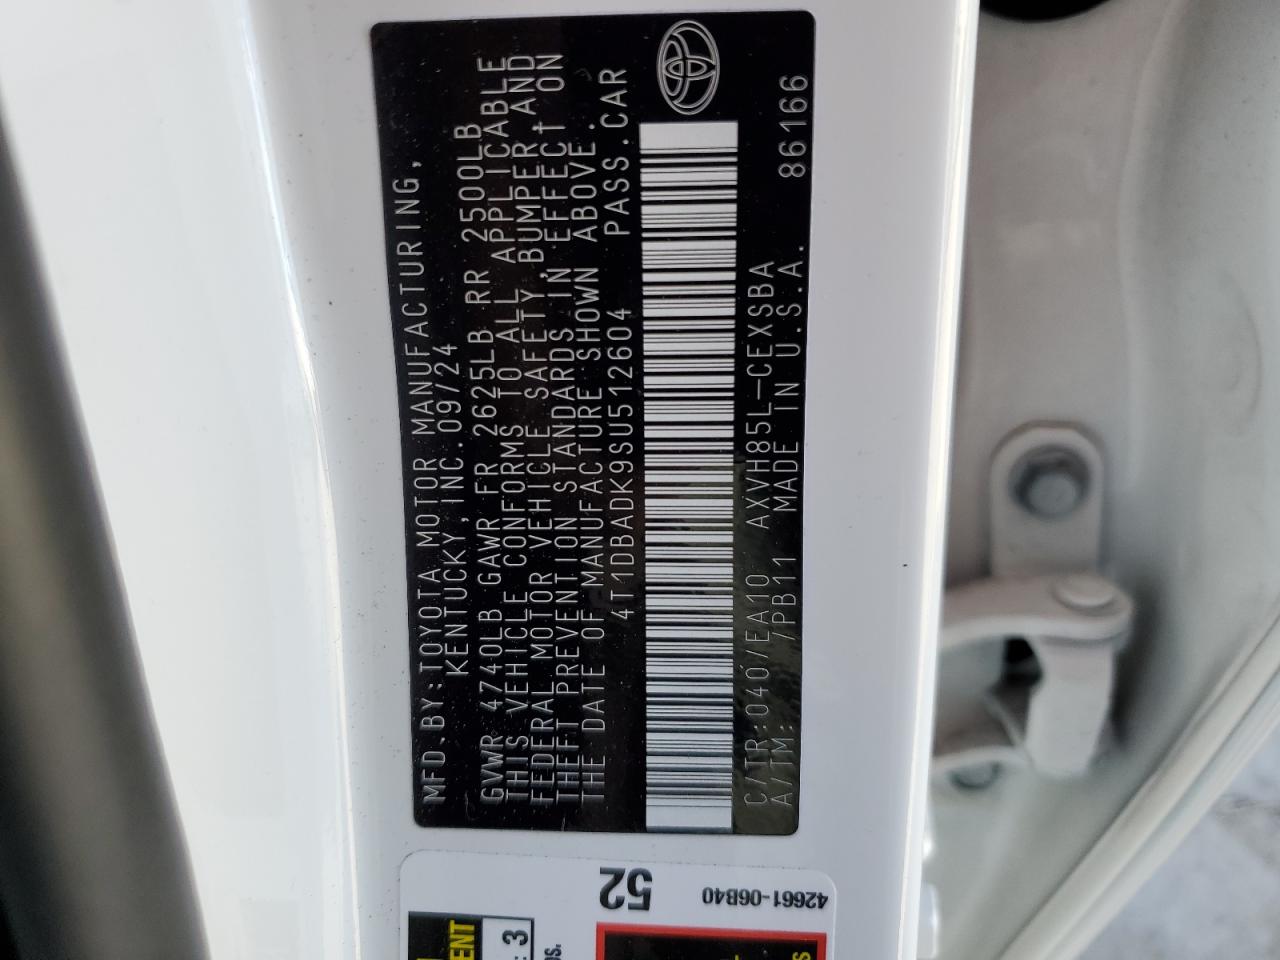 MFD.BY:TOYOTA MOTOR MANUFACTURING,
KENTUCKY,INC.09/24
GVWR 4740LB GAWR FR 2625LB RR 2500LB
THIS VEHICLE CONFORMS TO ALL APPLICABLE
FEDERAL MOTOR VEHICLE SAFETY,BUMPER,AND
THEFT PREVENTION STANDARDS IN EFFECT ON
THE DATE OF MANUFACTURE SHOWN ABOVE.
4T1DBADK9SU512604 PASS.CAR
C/TR:040/EA10 AXVH85L-CEXSBA 86166
A/TM: /PB11 MADE IN U.S.A.
52
42661-06B40
3